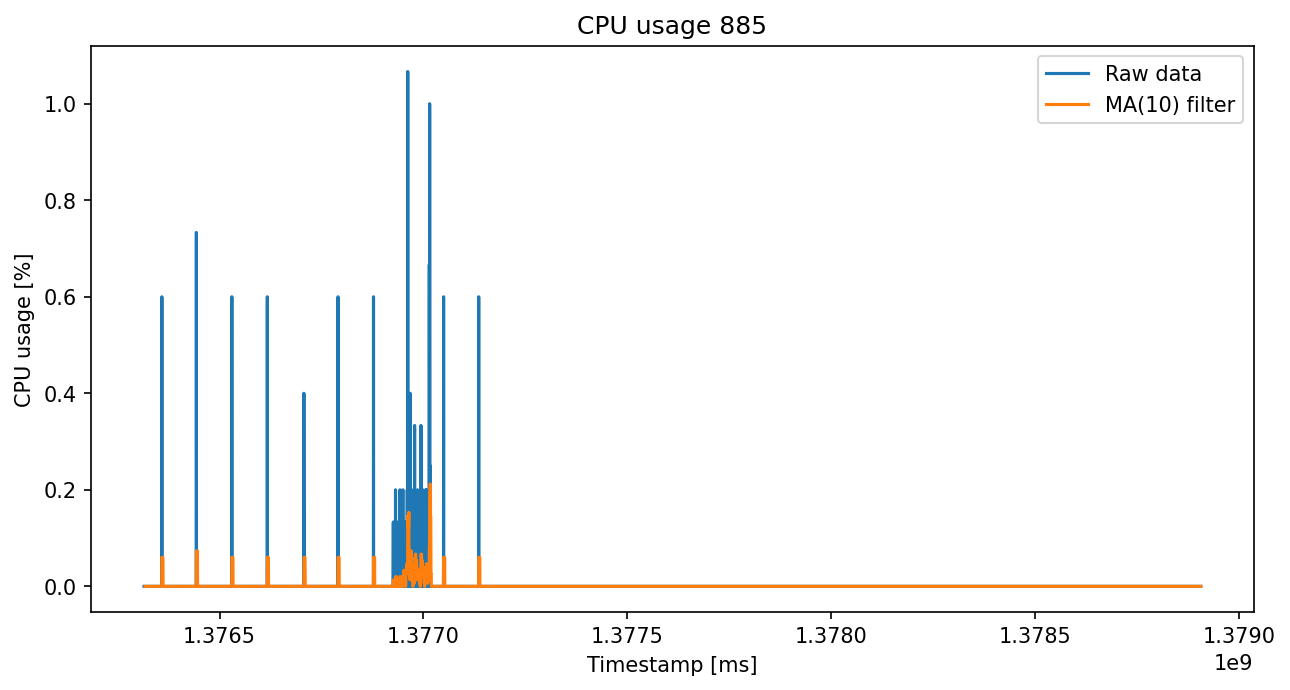 CPU usage 885
Raw data
MA(10) filter
CPU usage [%]
1.0
0.8
0.6
0.4
0.2
0.0
1.3765 1.3770 1.3775 1.3780 1.3785 1.3790
Timestamp [ms]
1e9